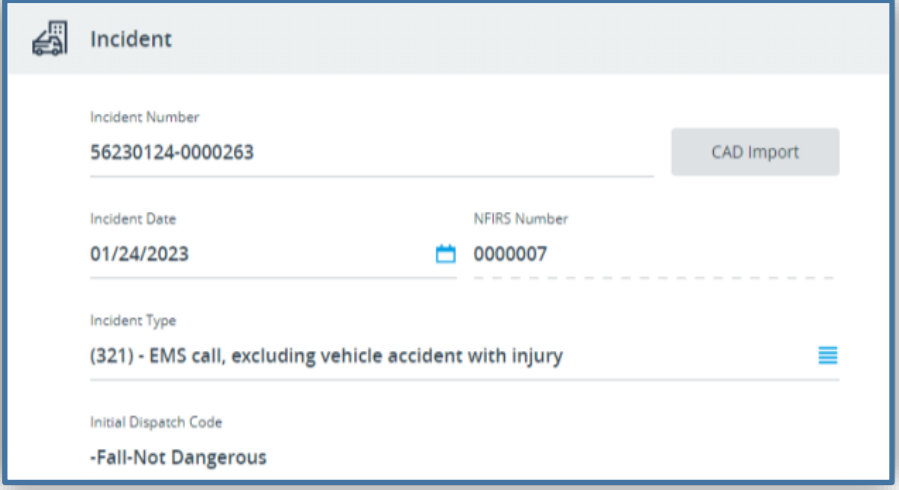 Incident
Incident Number
56230124-0000263
CAD Import
Incident Date
NFIRS Number
01/24/2023
0000007
Incident Type
(321) - EMS call, excluding vehicle accident with injury
Initial Dispatch Code
-Fall-Not Dangerous